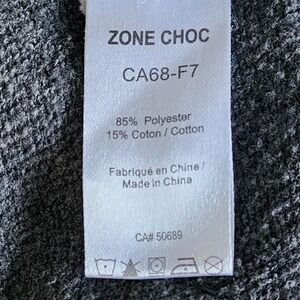 ZONE CHOC
CA68-F7
85% Polyester
15% Coton / Cotton
Fabriqué en Chine /
Made in China
CA# 50689